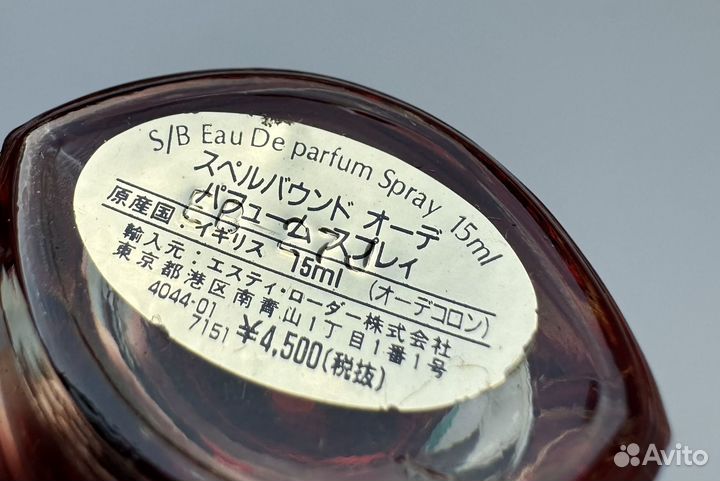 S/B Eau De parfum Spray 15ml
スペルバウンド オーデ
パフューム スプレィ
原産国:イギリス 15ml (オーデコロン)
輸入元:エスティ・ローダー株式会社
東京都港区南青山1丁目1番1号
4044-01
7151 ¥4,500(税抜)
Avito